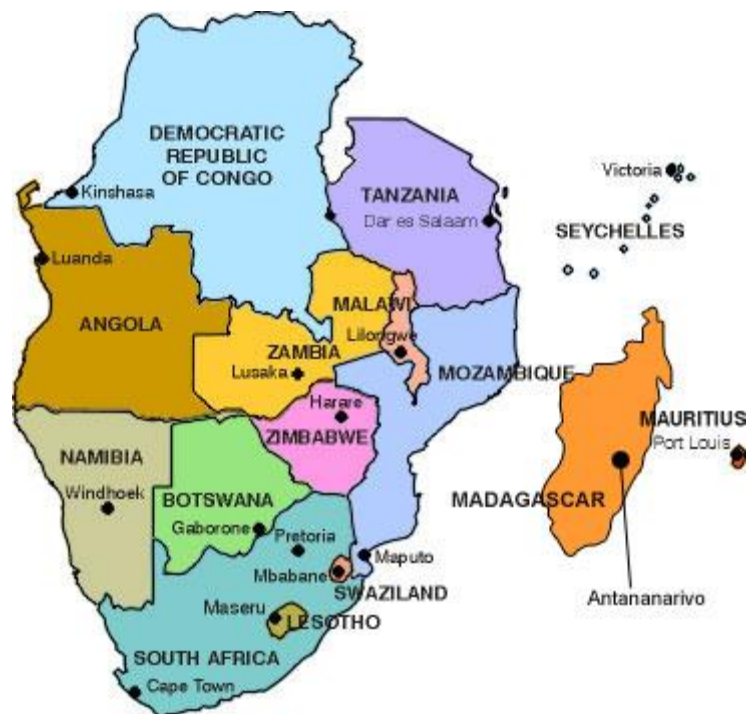 DEMOCRATIC
REPUBLIC
OF CONGO
Kinshasa
TANZANIA
Dar es Salaam
Victoria
SEYCHELLES
Luanda
ANGOLA
MALAWI
Lilongwe
ZAMBIA
Lusaka
MOZAMBIQUE
Harare
ZIMBABWE
MAURITIUS
Port Louis
NAMIBIA
Windhoek
BOTSWANA
Gaborone
MADAGASCAR
Pretoria
Maputo
Mbabane
SWAZILAND
Antananarivo
Maseru
LESOTHO
SOUTH AFRICA
Cape Town